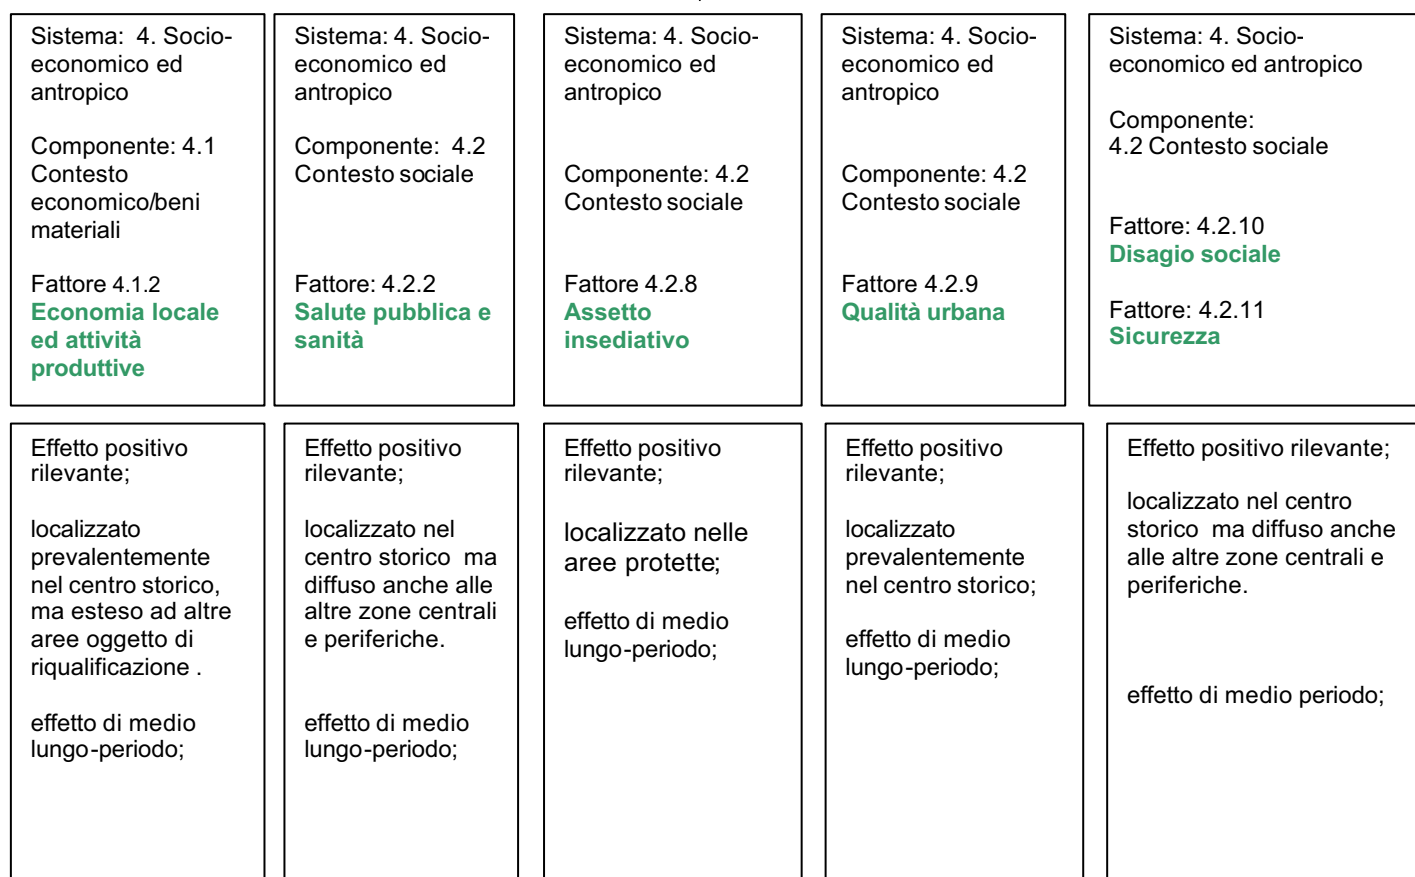 Sistema: 4. Socio-
economico ed
antropico
Componente: 4.1
Contesto
economico/beni
materiali
Fattore 4.1.2
Economia locale
ed attività
produttive
Sistema: 4. Socio-
economico ed
antropico
Componente: 4.2
Contesto sociale
Fattore: 4.2.2
Salute pubblica e
sanità
Sistema: 4. Socio-
economico ed
antropico
Componente: 4.2
Contesto sociale
Fattore 4.2.8
Assetto
insediativo
Sistema: 4. Socio-
economico ed
antropico
Componente: 4.2
Contesto sociale
Fattore 4.2.9
Qualità urbana
Sistema: 4. Socio-
economico ed antropico
Componente:
4.2 Contesto sociale
Fattore: 4.2.10
Disagio sociale
Fattore: 4.2.11
Sicurezza
Effetto positivo
rilevante;
localizzato
prevalentemente
nel centro storico,
ma esteso ad altre
aree oggetto di
riqualificazione .
effetto di medio
lungo-periodo;
Effetto positivo
rilevante;
localizzato nel
centro storico ma
diffuso anche alle
altre zone centrali
e periferiche.
effetto di medio
lungo-periodo;
Effetto positivo
rilevante;
localizzato nelle
aree protette;
effetto di medio
lungo-periodo;
Effetto positivo
rilevante;
localizzato
prevalentemente
nel centro storico;
effetto di medio
lungo-periodo;
Effetto positivo rilevante;
localizzato nel centro
storico ma diffuso anche
alle altre zone centrali e
periferiche.
effetto di medio periodo;